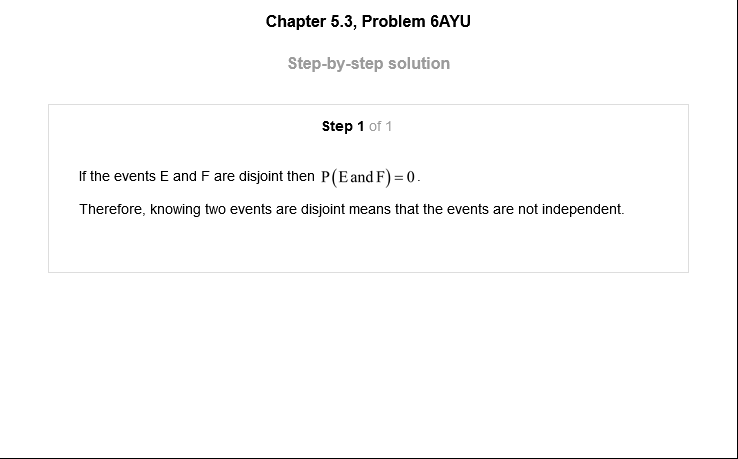 Chapter 5.3, Problem 6AYU
Step-by-step solution
Step 1 of 1
If the events E and F are disjoint then P(E and F) = 0.
Therefore, knowing two events are disjoint means that the events are not independent.